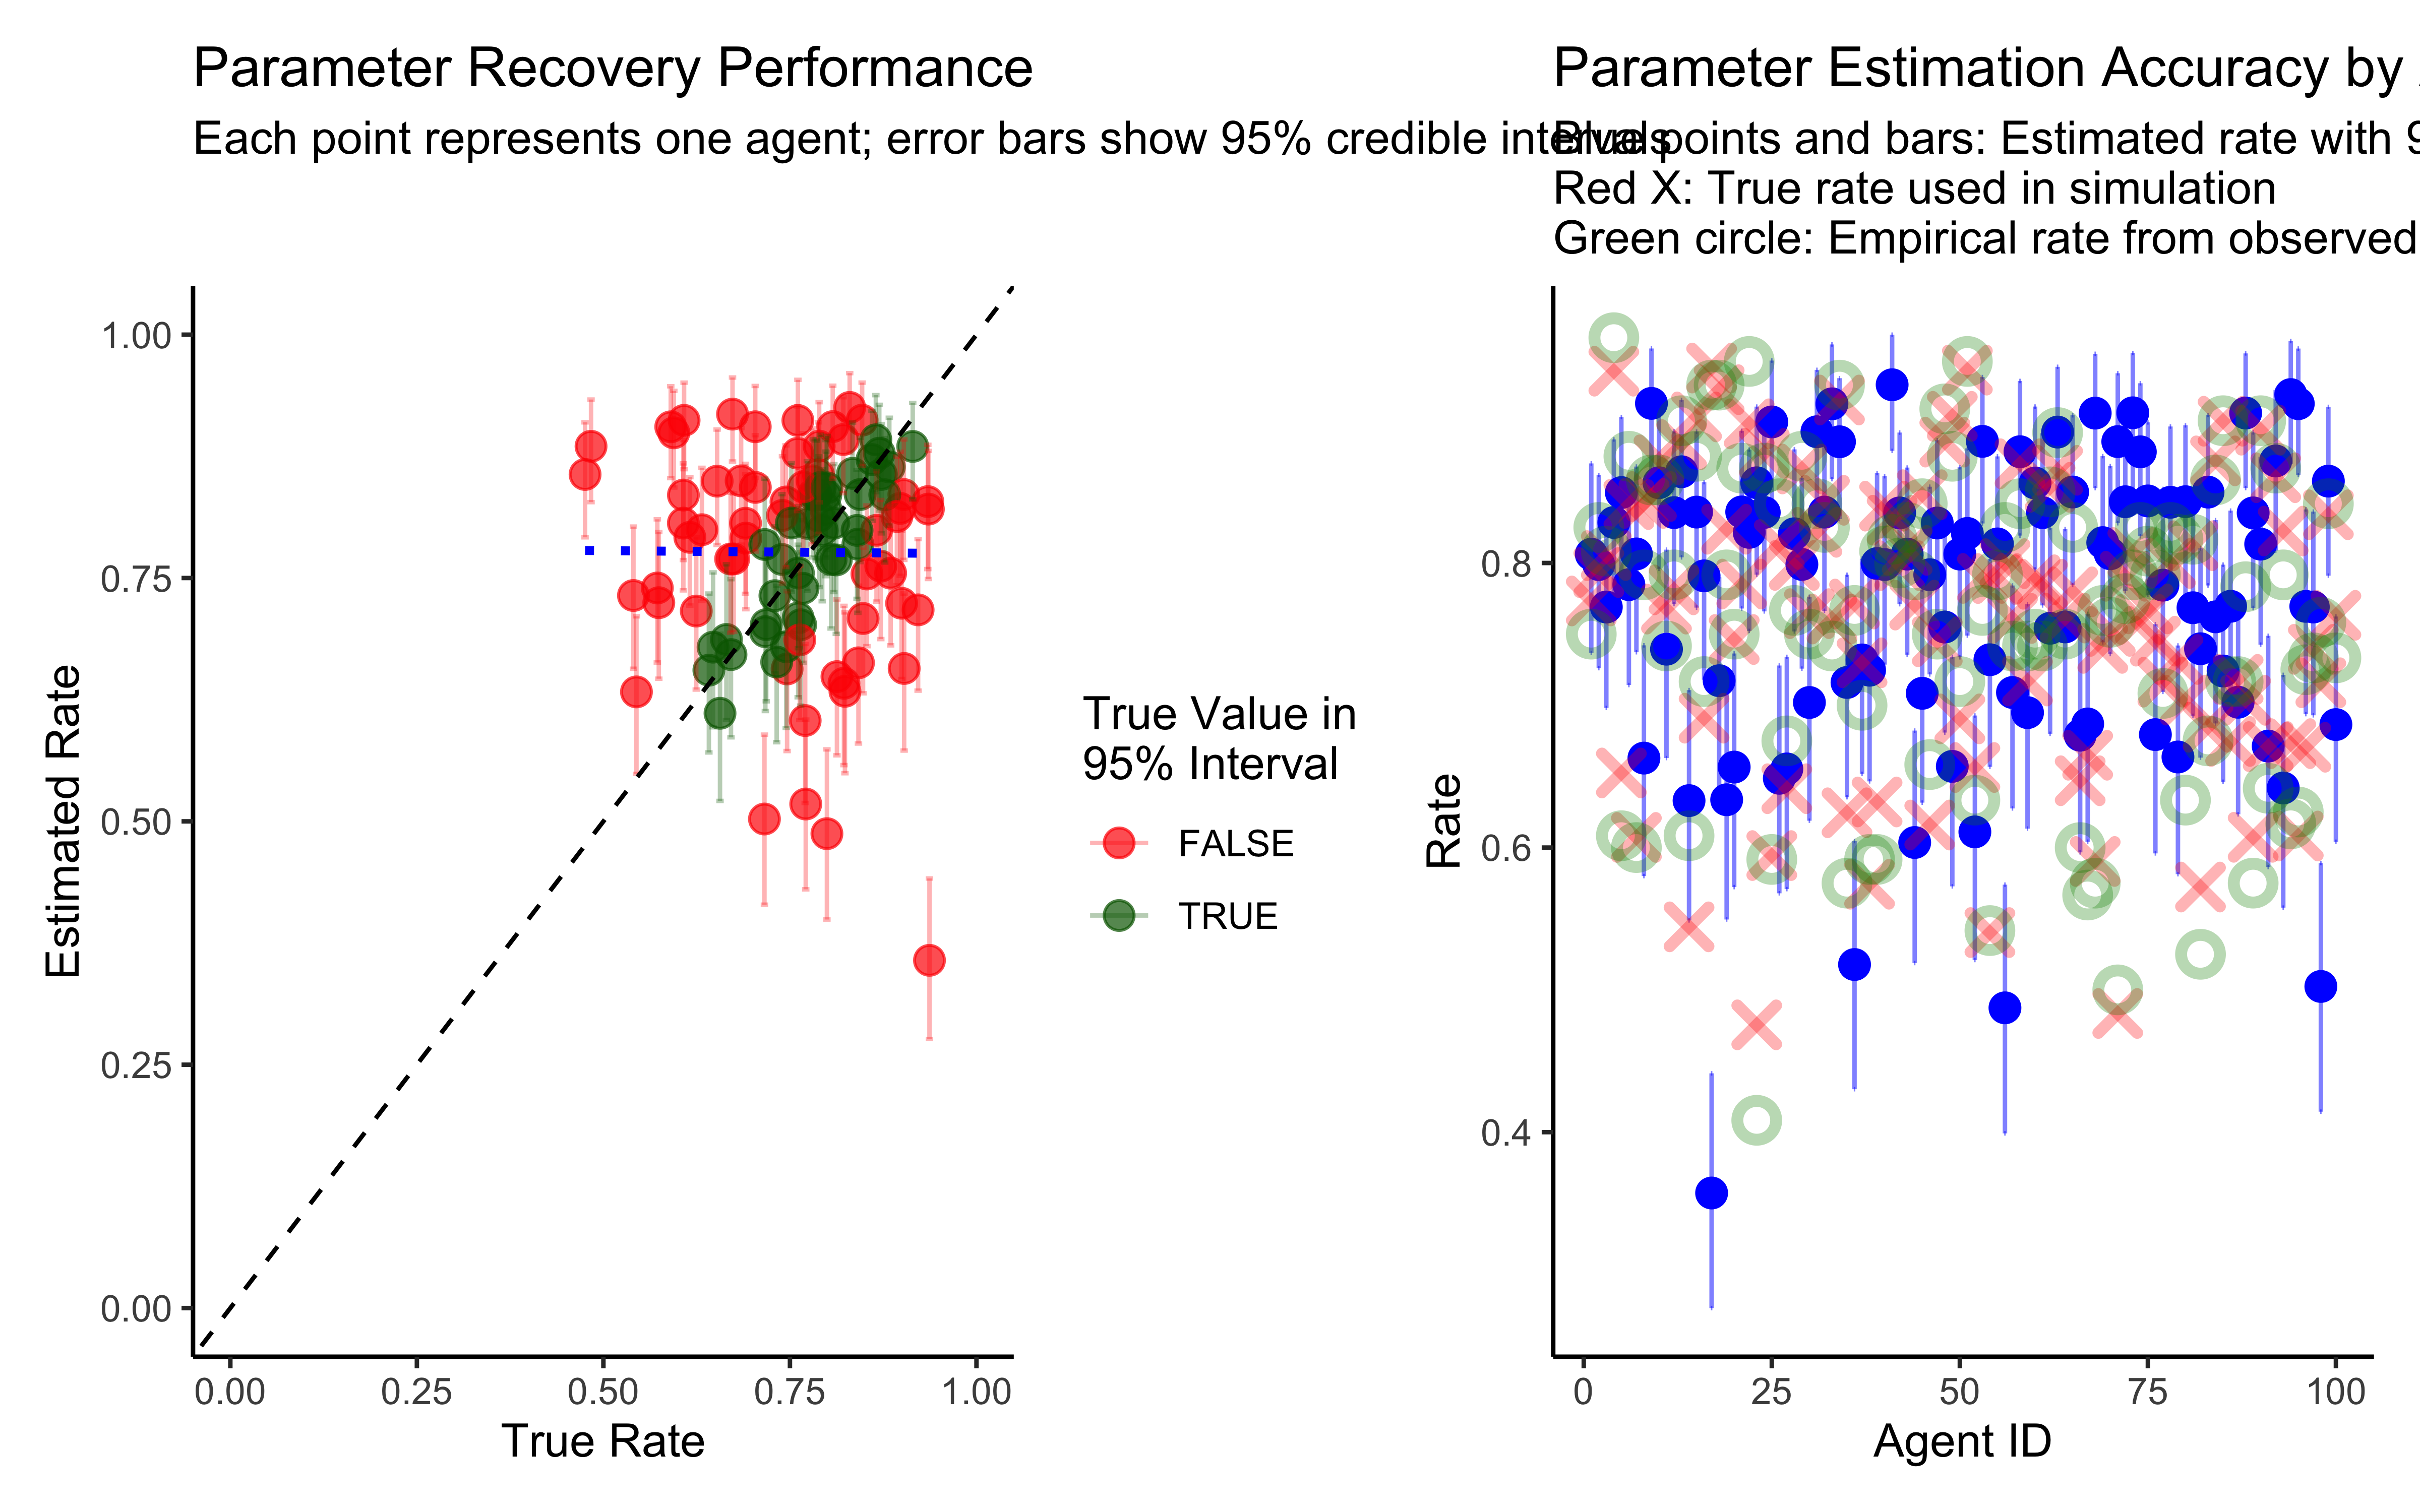 Parameter Recovery Performance
Each point represents one agent; error bars show 95% credible intervals
1.00
0.75
0.50
0.25
0.00
Estimated Rate
0.00 0.25 0.50 0.75 1.00
True Rate
True Value in
95% Interval
FALSE
TRUE
Parameter Estimation Accuracy by
Blue points and bars: Estimated rate with 9
Red X: True rate used in simulation
Green circle: Empirical rate from observed
0.8
0.6
0.4
Rate
0 25 50 75 100
Agent ID